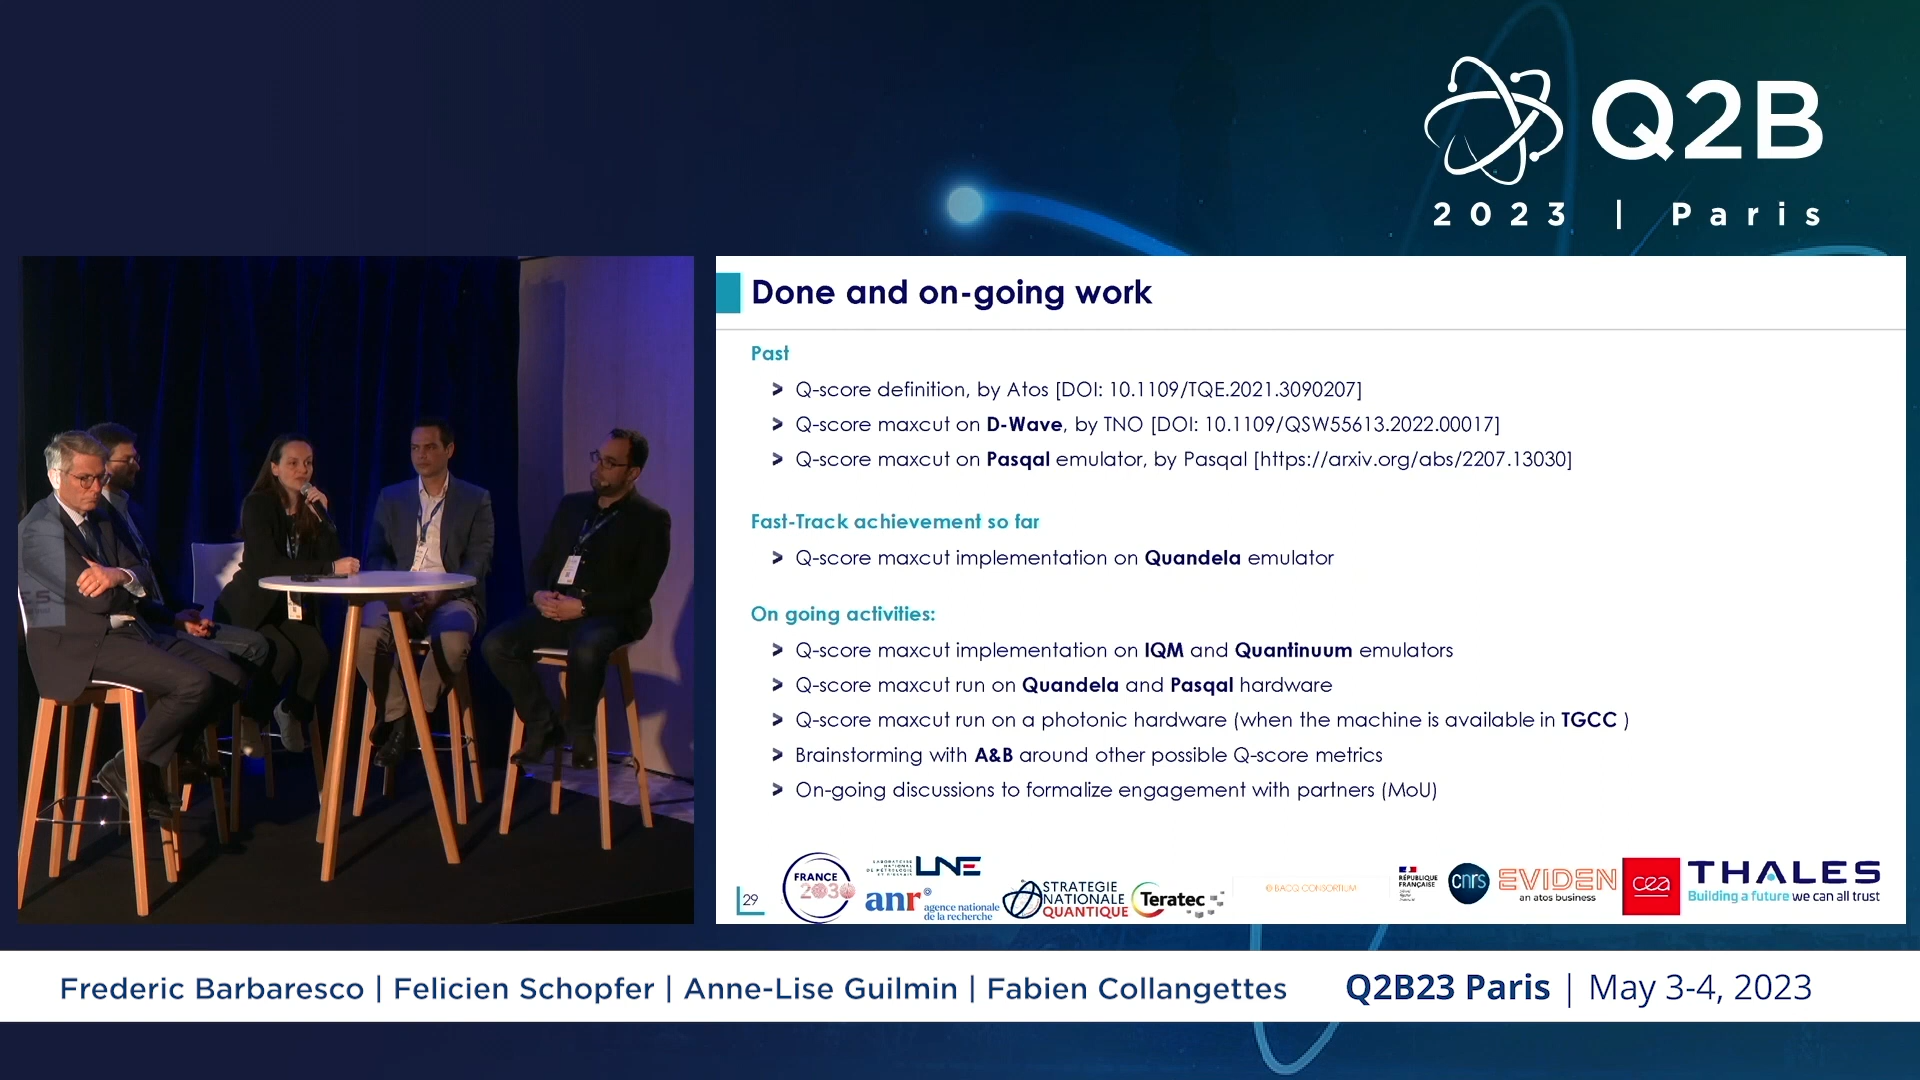 Q2B
2023 | Paris
Done and on-going work
Past
Q-score definition, by Atos [DOI: 10.1109/TQE.2021.3090207]
Q-score maxcut on D-Wave, by TNO [DOI: 10.1109/QSW55613.2022.00017]
Q-score maxcut on Pasqal emulator, by Pasqal [https://arxiv.org/abs/2207.13030]
Fast-Track achievement so far
Q-score maxcut implementation on Quandela emulator
On going activities:
Q-score maxcut implementation on IQM and Quantinuum emulators
Q-score maxcut run on Quandela and Pasqal hardware
Q-score maxcut run on a photonic hardware (when the machine is available in TGCC )
Brainstorming with A&B around other possible Q-score metrics
On-going discussions to formalize engagement with partners (MoU)
29
FRANCE
2030
LNE
anr
agence nationale
de la recherche
STRATEGIE
NATIONALE
QUANTIQUE
Teratec
© BACQ CONSORTIUM
RÉPUBLIQUE
FRANÇAISE
cnrs
EVIDEN
an atos business
cea
THALES
Building a future we can all trust
Frederic Barbaresco | Felicien Schopfer | Anne-Lise Guilmin | Fabien Collangettes
Q2B23 Paris | May 3-4, 2023